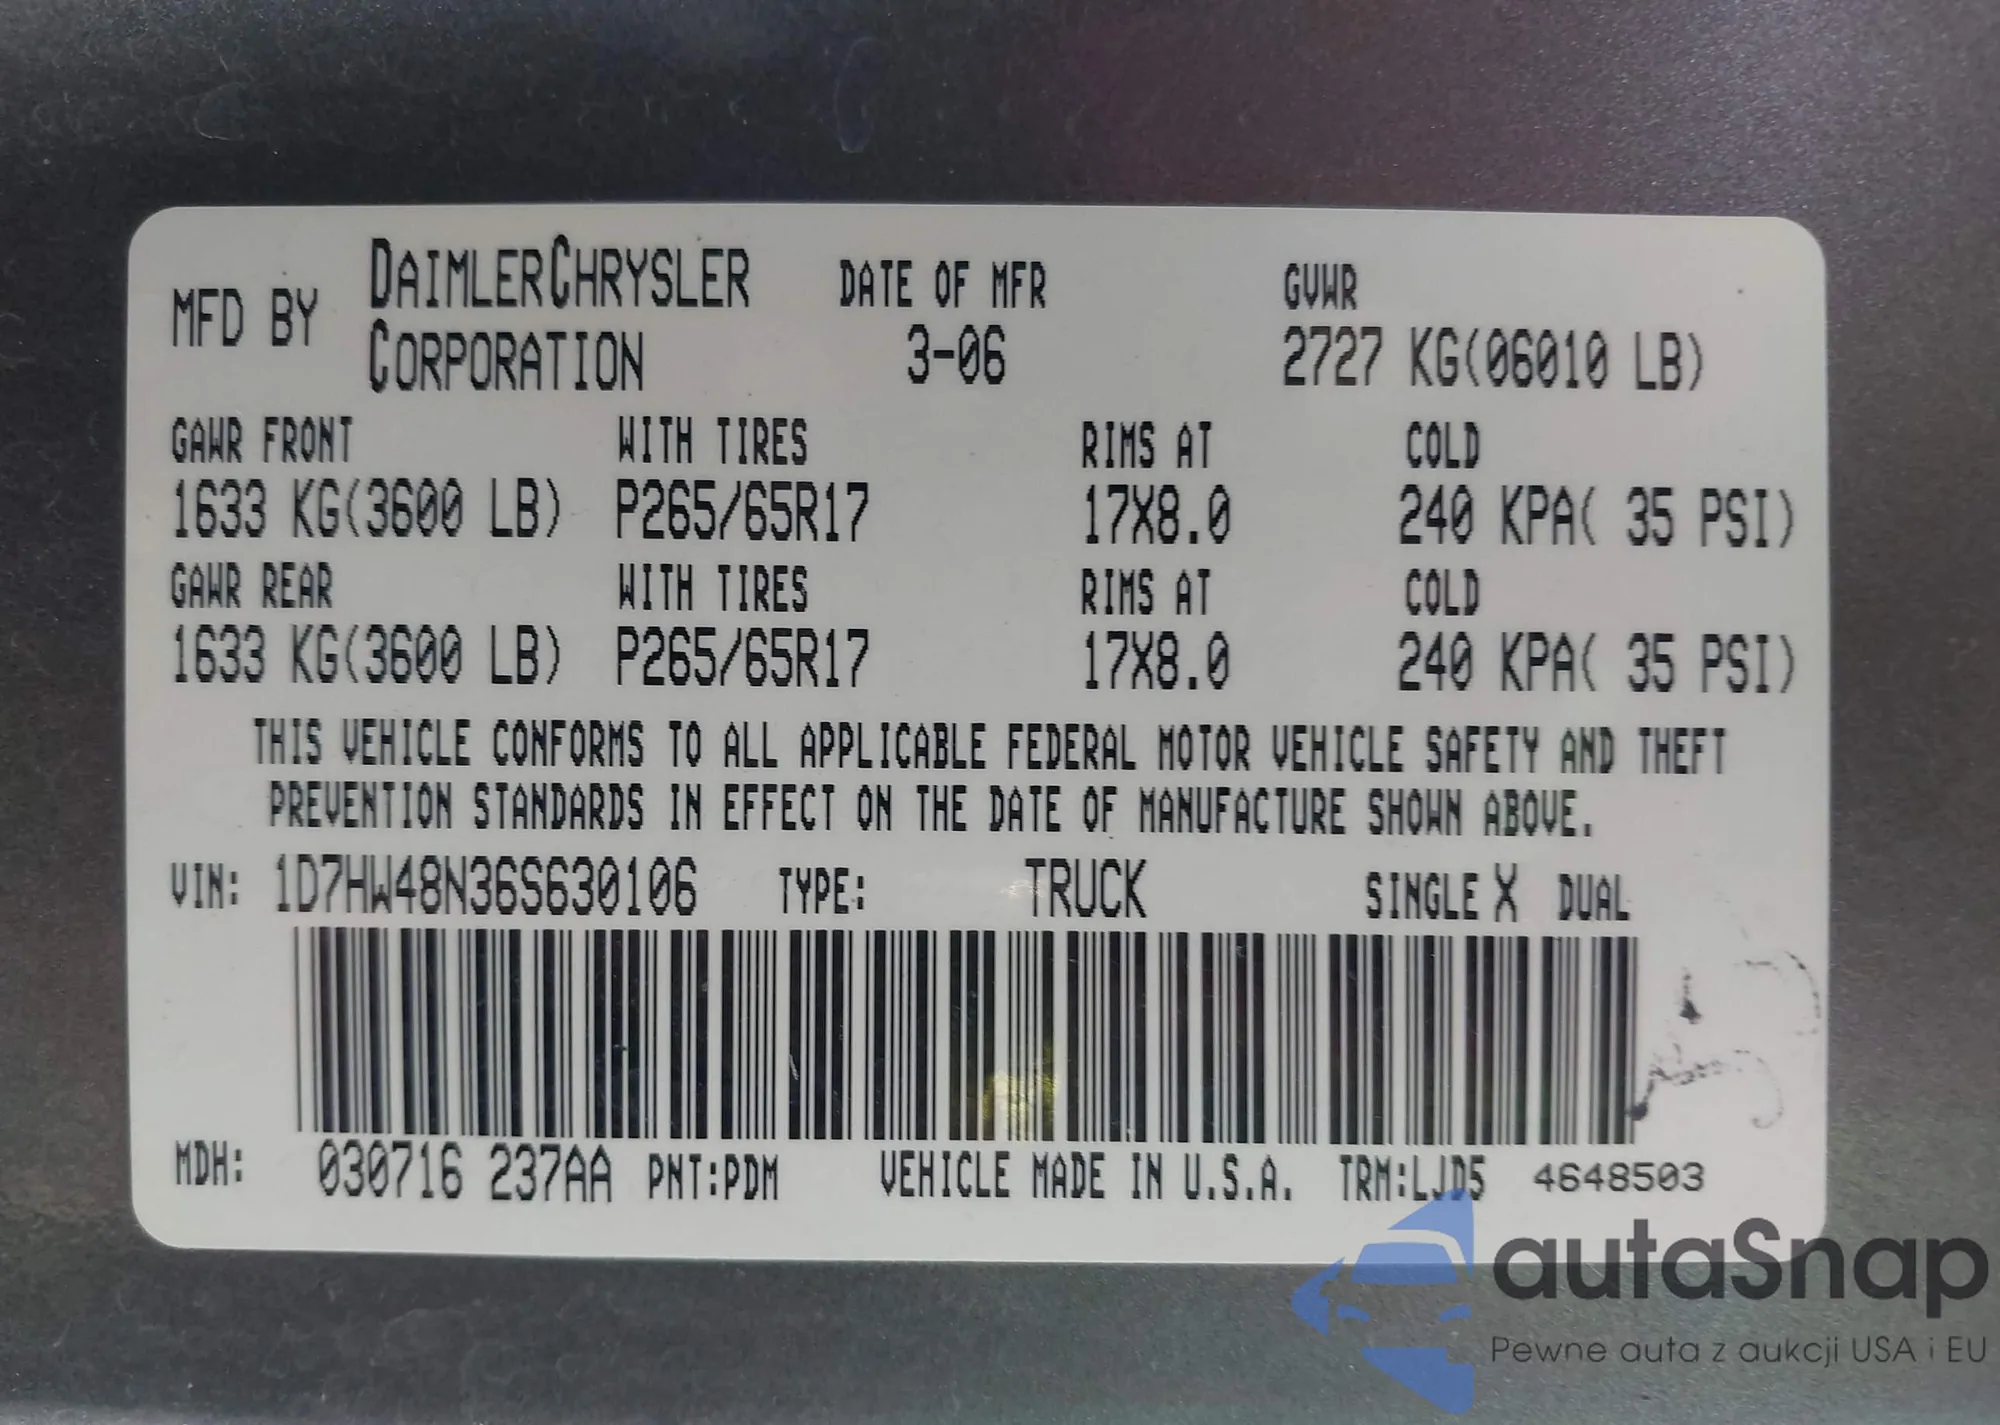 MFD BY DAIMLERCHRYSLER CORPORATION DATE OF MFR 3-06 GVWR 2727 KG(06010 LB)
GAWR FRONT WITH TIRES RIMS AT COLD
1633 KG(3600 LB) P265/65R17 17X8.0 240 KPA( 35 PSI)
GAWR REAR WITH TIRES RIMS AT COLD
1633 KG(3600 LB) P265/65R17 17X8.0 240 KPA( 35 PSI)
THIS VEHICLE CONFORMS TO ALL APPLICABLE FEDERAL MOTOR VEHICLE SAFETY AND THEFT
PREVENTION STANDARDS IN EFFECT ON THE DATE OF MANUFACTURE SHOWN ABOVE.
VIN: 1D7HW48N36S630106 TYPE: TRUCK SINGLE X DUAL
MDH: 030716 237AA PNT:PDM VEHICLE MADE IN U.S.A. TRM:LJD5 4648503
autaSnap
Pewne auta z aukcji USA i EU